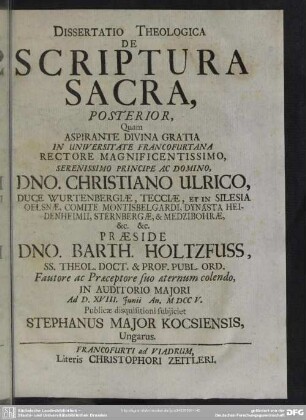 DISSERTATIO THEOLOGICA
DE
SCRIPTURA
SACRA,
POSTERIOR,
Quam
ASPIRANTE DIVINA GRATIA
IN UNIVERSITATE FRANCOFURTANA
RECTORE MAGNIFICENTISSIMO,
SERENISSIMO PRINCIPE AC DOMINO,
DNO. CHRISTIANO ULRICO,
DUCE WURTENBERGIÆ, TECCIÆ, ET IN SILESIA
OELSNÆ, COMITE MONTISBELGARDI, DYNASTA HEI-
DENHEIMII, STERNBERGÆ, & MEDZIBOHRÆ,
&c. &c.
PRÆSIDE
DNO. BARTH. HOLTZFUSS,
SS. THEOL. DOCT. & PROF. PUBL. ORD.
Fautore ac Præceptore suo æternum colendo,
IN AUDITORIO MAJORI
Ad D. XVIII. Junii An. MDCCV.
Publicæ disquisitioni subjiciet
STEPHANUS MAJOR KOCSIENSIS,
Ungarus.
FRANCOFURTI ad VIADRUM,
Literis CHRISTOPHORI ZEITLERI.
DFG